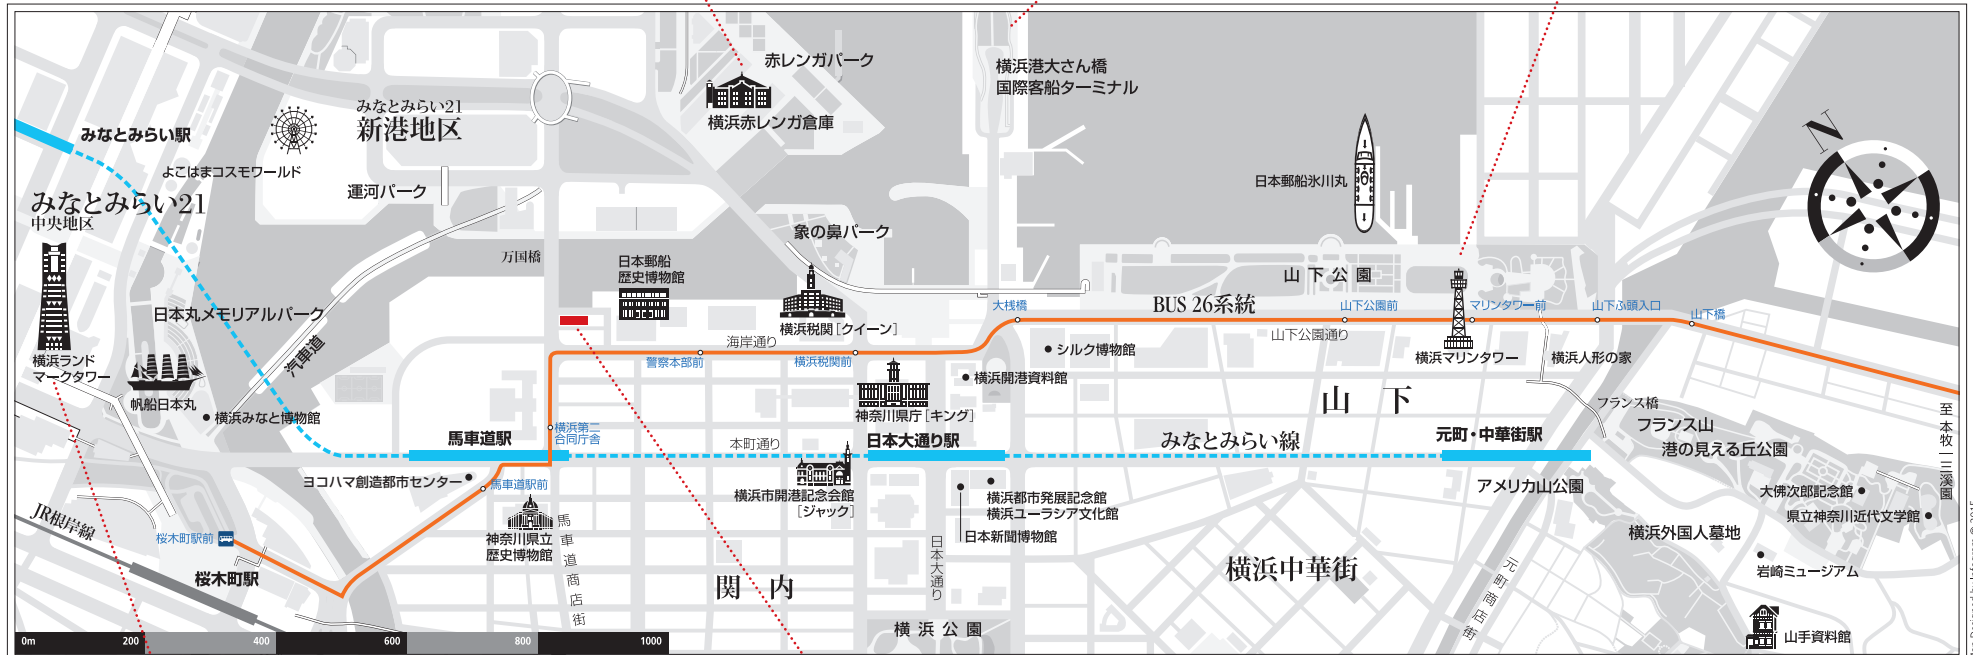 赤レンガパーク
横浜赤レンガ倉庫
横浜港大さん橋
国際客船ターミナル
みなとみらい21
新港地区
みなとみらい駅
よこはまコスモワールド
運河パーク
みなとみらい21
中央地区
日本郵船氷川丸
N
象の鼻パーク
万国橋
日本郵船
歴史博物館
山下公園
BUS 26系統
大桟橋
山下公園前
マリンタワー前
山下ふ頭入口
山下橋
日本丸メモリアルパーク
汽車道
横浜ランド
マークタワー
帆船日本丸
横浜みなと博物館
横浜税関[クイーン]
海岸通り
警察本部前
横浜税関前
山下公園通り
シルク博物館
横浜マリンタワー
横浜人形の家
横浜開港資料館
神奈川県庁[キング]
山下
フランス橋
フランス山
港の見える丘公園
至本牧・三溪園
馬車道駅
横浜第二
合同庁舎
本町通り
日本大通り駅
みなとみらい線
元町・中華街駅
ヨコハマ創造都市センター
馬車道駅前
横浜市開港記念会館
[ジャック]
横浜都市発展記念館
横浜ユーラシア文化館
日本新聞博物館
アメリカ山公園
大佛次郎記念館
県立神奈川近代文学館
横浜外国人墓地
岩崎ミュージアム
山手資料館
JR根岸線
桜木町駅前
桜木町駅
神奈川県立
歴史博物館
馬車道商店街
関内
日本大通り
横浜公園
横浜中華街
元町商店街
0m 200 400 600 800 1000